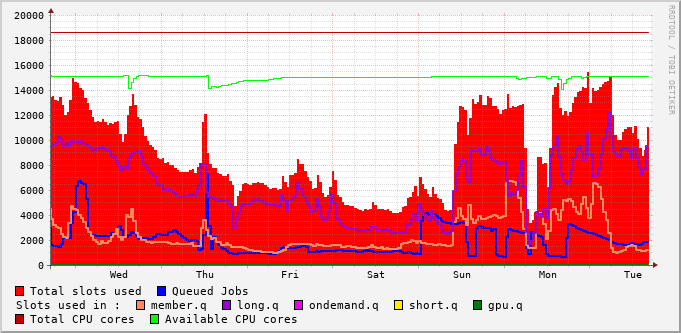 20000
18000
16000
14000
12000
10000
8000
6000
4000
2000
0
Wed Thu Fri Sat Sun Mon Tue
RRDTOOL / TOBI OETIKER
Total slots used Queued Jobs
Slots used in : member.q long.q ondemand.q short.q gpu.q
Total CPU cores Available CPU cores